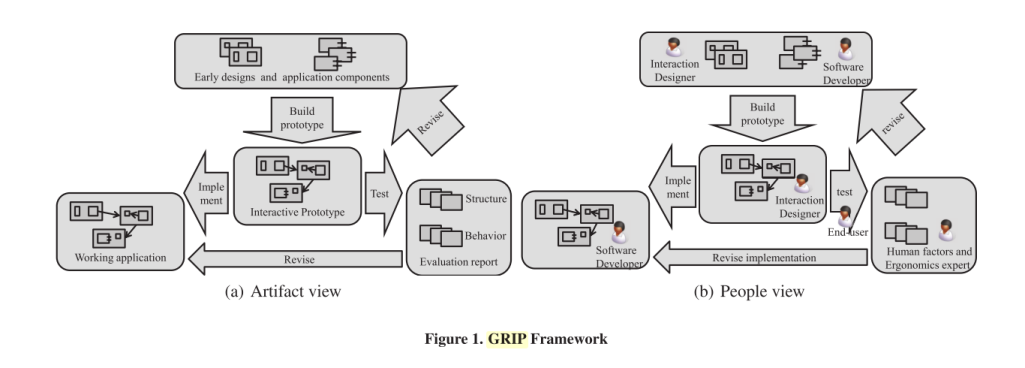 Early designs and application components
Build
prototype
Revise
Imple
ment
Interactive Prototype
Test
Structure
Behavior
Evaluation report
Working application
Revise
(a) Artifact view
Interaction
Designer
Software
Developer
Build
prototype
revise
Imple
ment
Interaction
Designer
test
End-user
Software
Developer
Human factors and
Ergonomics expert
Revise implementation
(b) People view
Figure 1. GRIP Framework